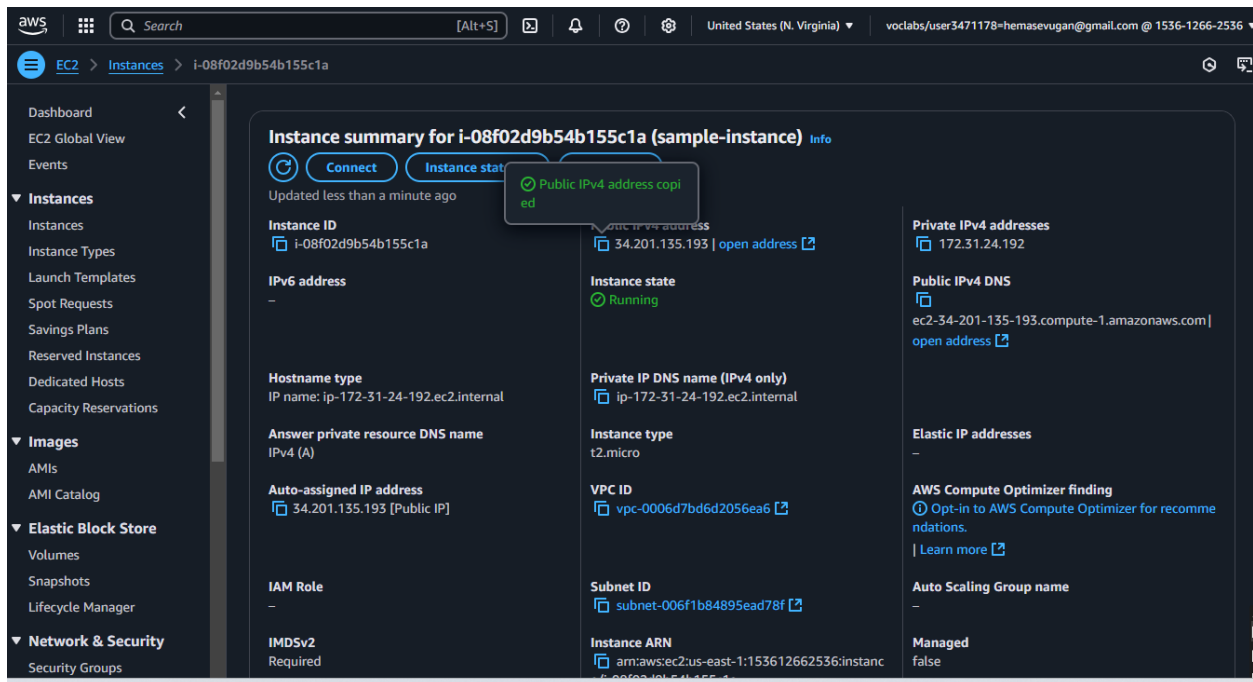 aws
Search [Alt+S] United States (N. Virginia) voclabs/user3471178=hemasevugan@gmail.com @ 1536-1266-2536
EC2 > Instances > i-08f02d9b54b155c1a
Dashboard
EC2 Global View
Events
Instances
Instances
Instance Types
Launch Templates
Spot Requests
Savings Plans
Reserved Instances
Dedicated Hosts
Capacity Reservations
Images
AMIs
AMI Catalog
Elastic Block Store
Volumes
Snapshots
Lifecycle Manager
Network & Security
Security Groups
Instance summary for i-08f02d9b54b155c1a (sample-instance) Info
Connect
Instance stat
Public IPv4 address copi
ed
Updated less than a minute ago
Instance ID
i-08f02d9b54b155c1a
Public IPv4 address
34.201.135.193 | open address
Private IPv4 addresses
172.31.24.192
IPv6 address
–
Instance state
Running
Public IPv4 DNS
ec2-34-201-135-193.compute-1.amazonaws.com |
open address
Hostname type
IP name: ip-172-31-24-192.ec2.internal
Private IP DNS name (IPv4 only)
ip-172-31-24-192.ec2.internal
Answer private resource DNS name
IPv4 (A)
Instance type
t2.micro
Elastic IP addresses
–
Auto-assigned IP address
34.201.135.193 [Public IP]
VPC ID
vpc-0006d7bd6d2056ea6
AWS Compute Optimizer finding
Opt-in to AWS Compute Optimizer for recomme
ndations.
| Learn more
IAM Role
–
Subnet ID
subnet-006f1b84895ead78f
Auto Scaling Group name
–
IMDSv2
Required
Instance ARN
arn:aws:ec2:us-east-1:153612662536:instanc
Managed
false